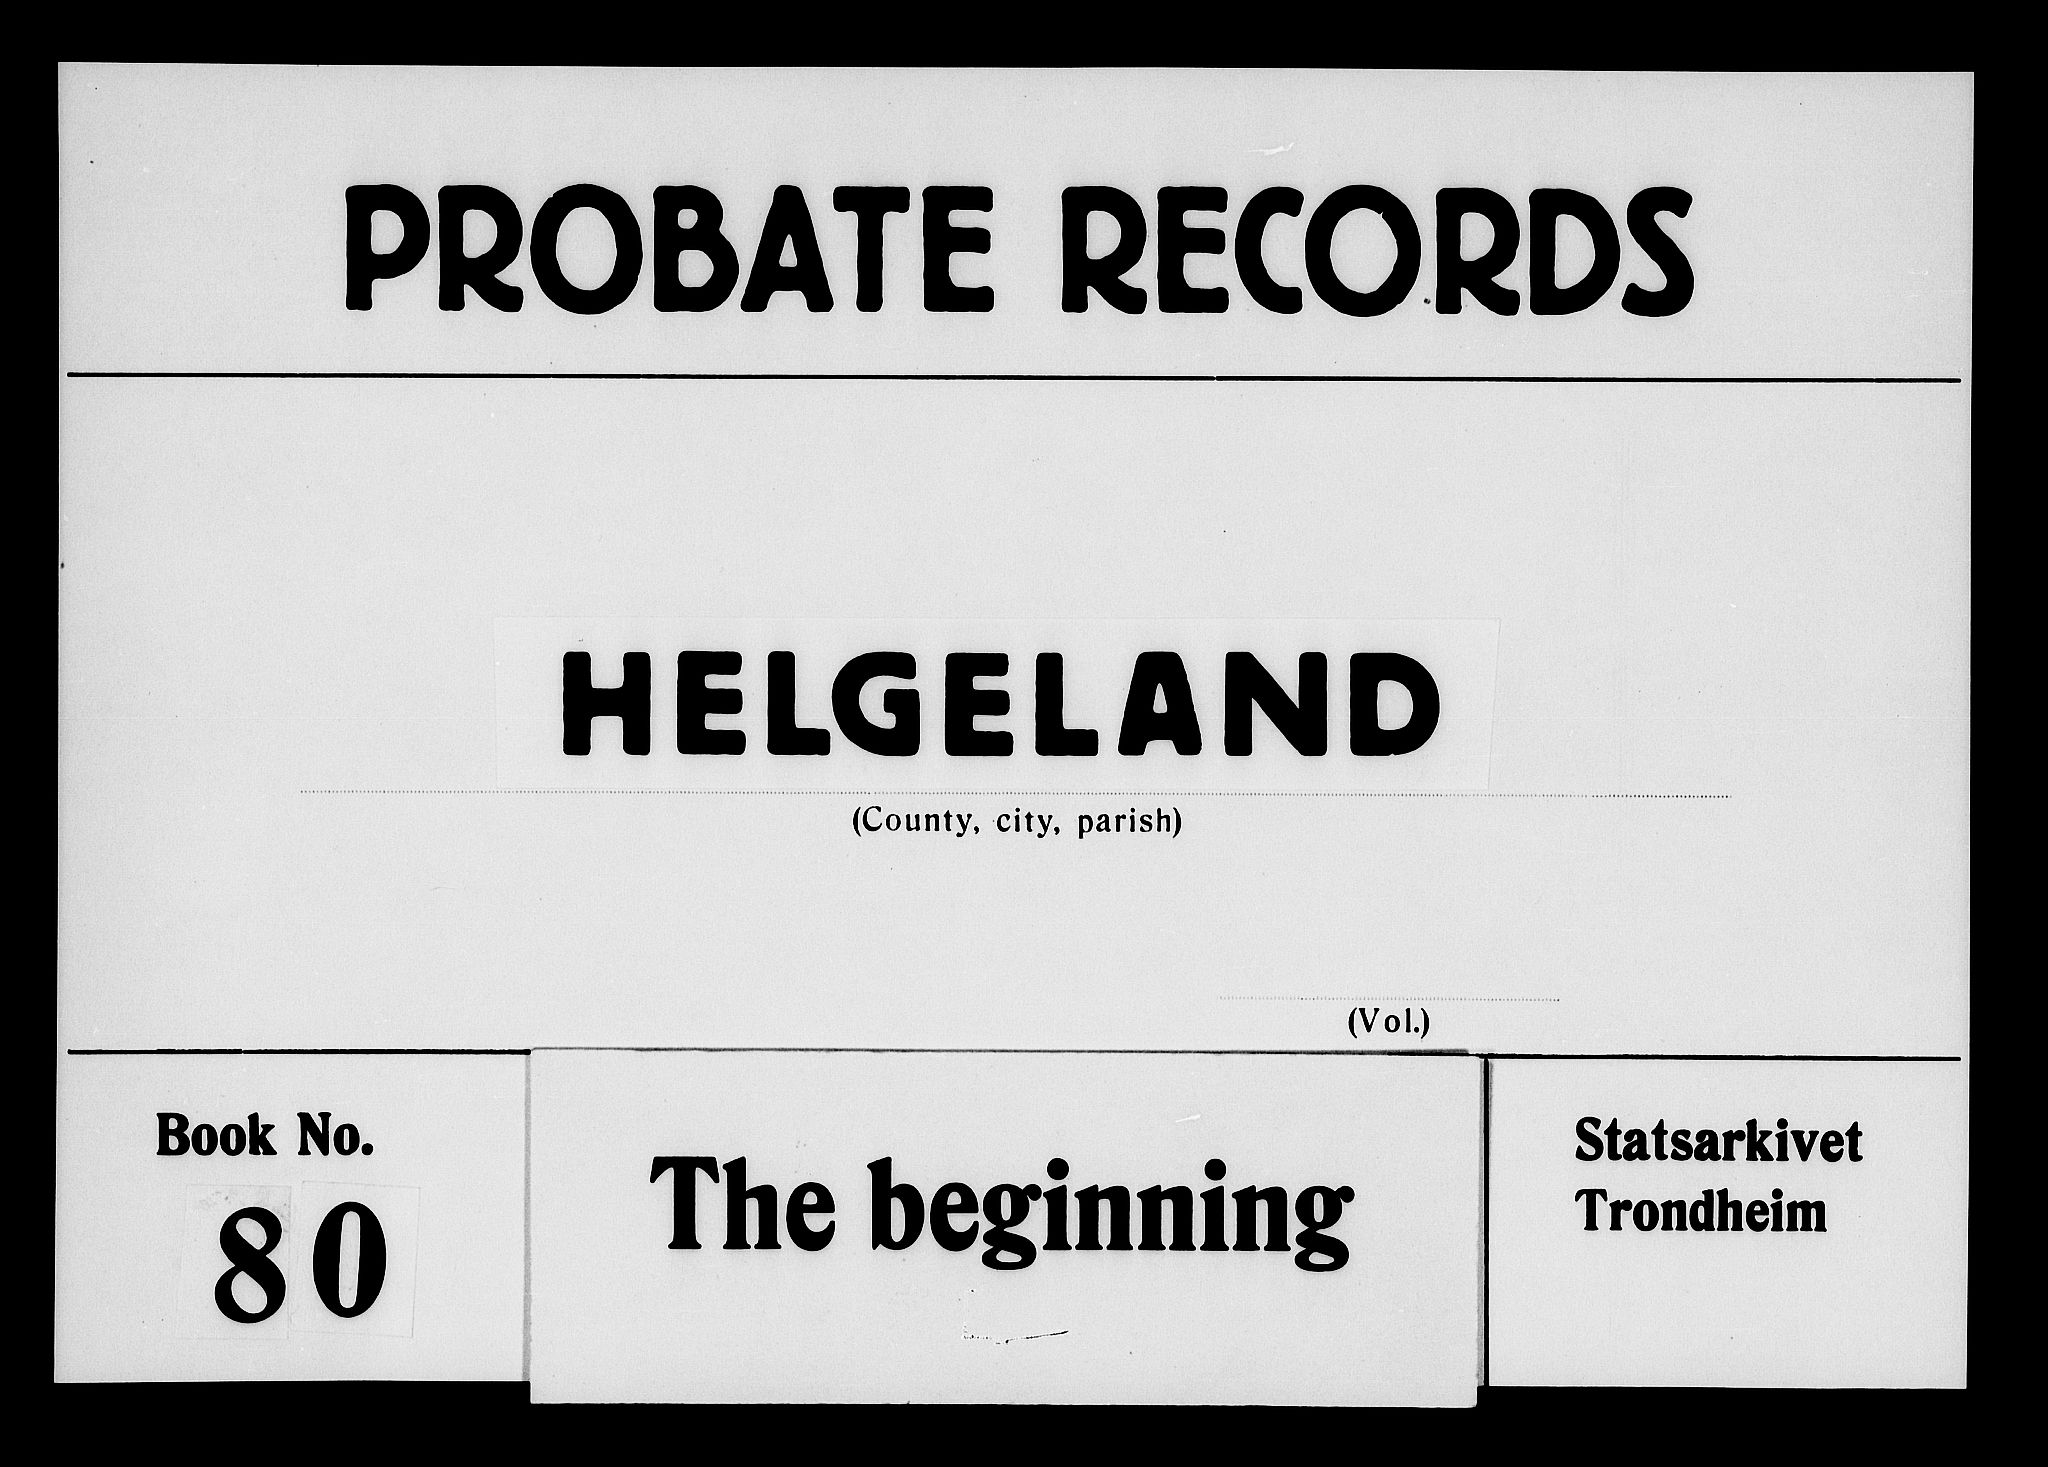 PROBATE RECORDS
HELGELAND
(County, city, parish)
(Vol.)
Book No.
80
The beginning
Statsarkivet
Trondheim